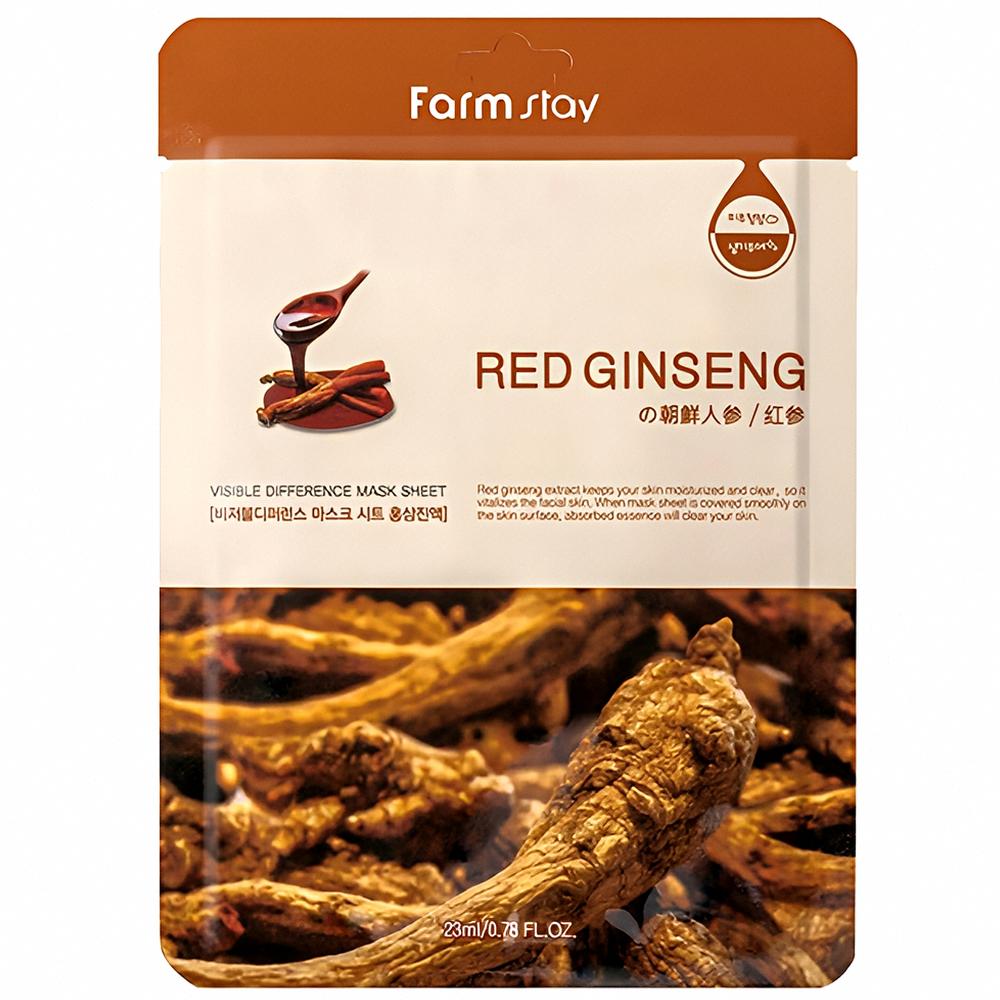 Farm stay
RED GINSENG
の朝鮮人参 / 红参
VISIBLE DIFFERENCE MASK SHEET
[비저블디퍼런스 마스크 시트 홍삼진액]
Red ginseng extract keeps your skin moisturized and clear, so it
vitalizes the facial skin. When mask sheet is covered smoothly on
the skin surface, absorbed essence will clear your skin.
23ml/0.78 FL.OZ.